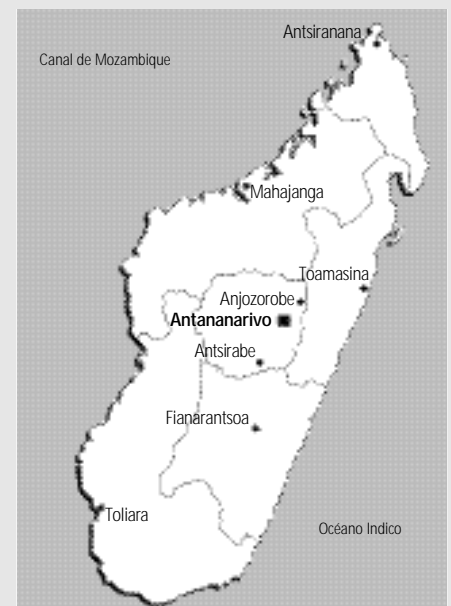 Antsiranana
Canal de Mozambique
Mahajanga
Toamasina
Anjozorobe
Antananarivo
Antsirabe
Fianarantsoa
Toliara
Océano Indico